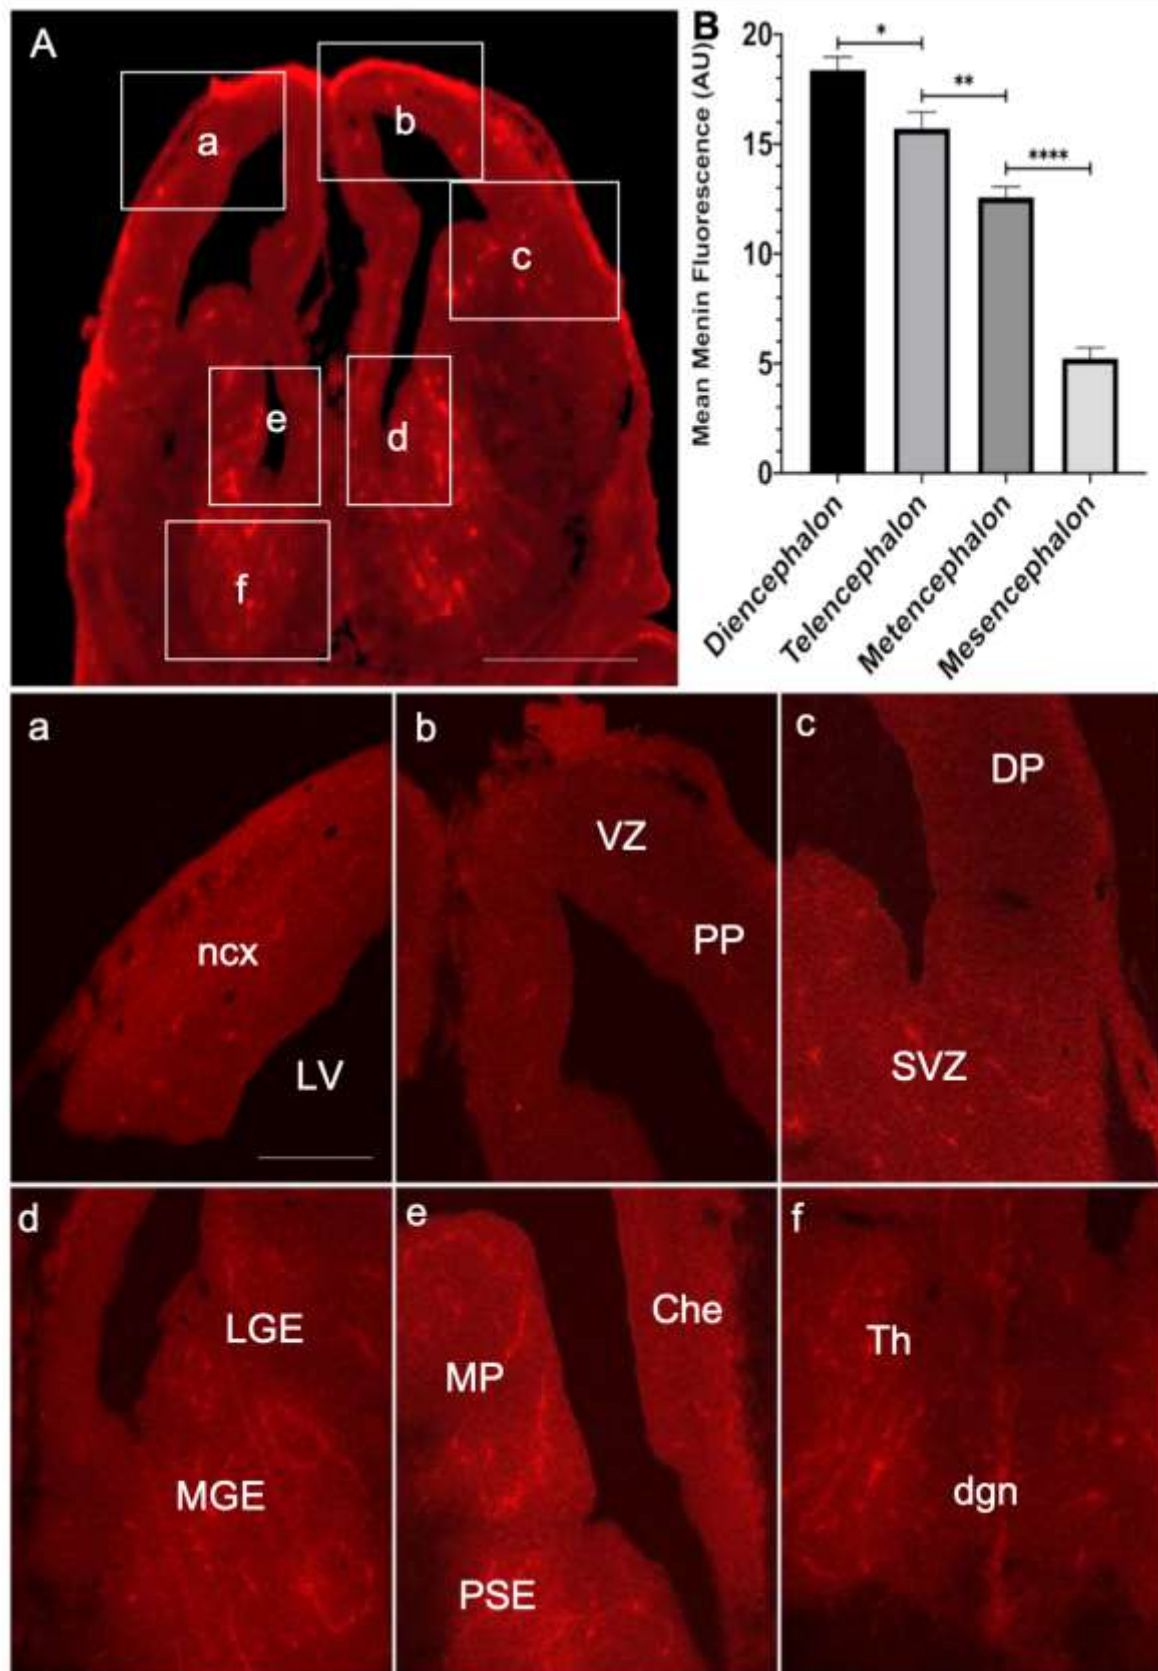 A
a
b
c
d
e
f
B
Mean Menin Fluorescence (AU)
20
15
10
5
0
*
**
****
Diencephalon
Telencephalon
Metencephalon
Mesencephalon
a
ncx
LV
b
VZ
PP
c
DP
SVZ
d
LGE
MGE
e
Che
MP
PSE
f
Th
dgn